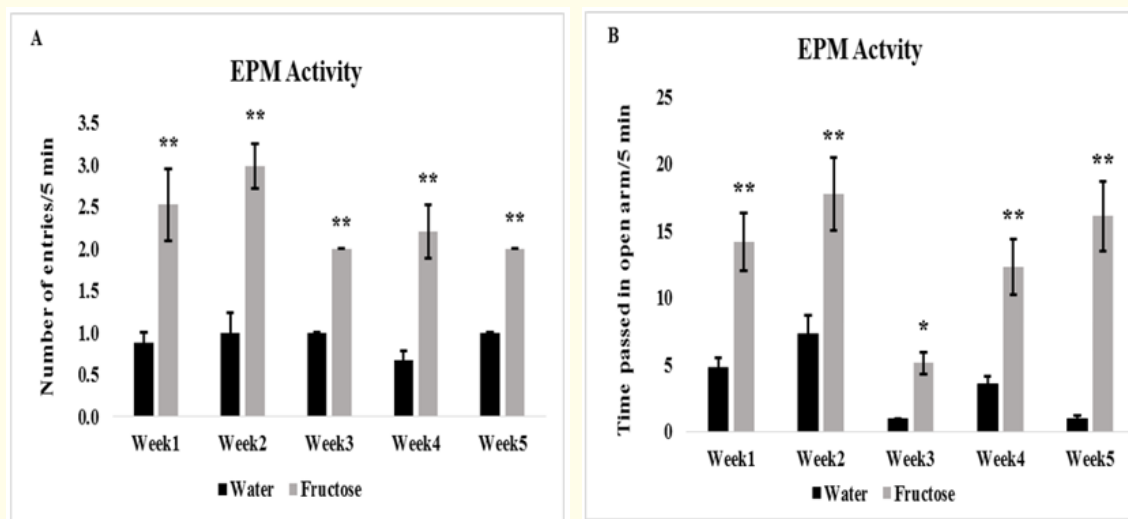 A
EPM Activity
Number of entries/5 min
3.5
3.0
2.5
2.0
1.5
1.0
0.5
0.0
**
**
**
**
**
Week1 Week2 Week3 Week4 Week5
Water Fructose
B
EPM Actvity
Time passed in open arm/5 min
25
20
15
10
5
0
**
**
*
**
**
Week1 Week2 Week3 Week4 Week5
Water Fructose